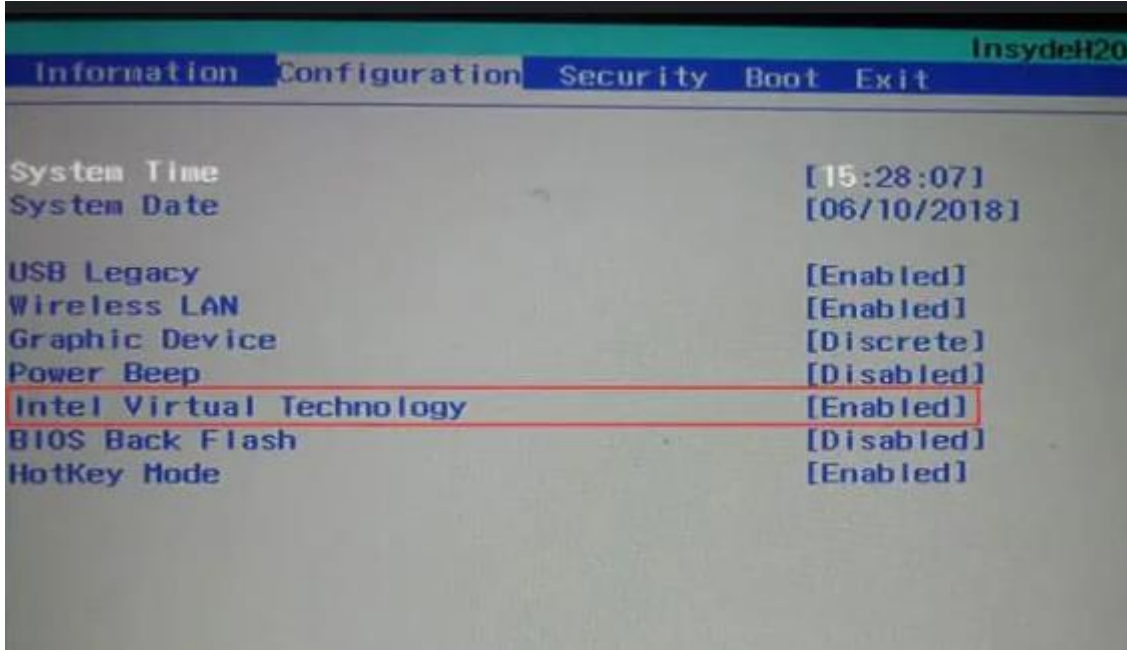 InsydeH20
Information Configuration Security Boot Exit
System Time [15:28:07]
System Date [06/10/2018]
USB Legacy [Enabled]
Wireless LAN [Enabled]
Graphic Device [Discrete]
Power Beep [Disabled]
Intel Virtual Technology [Enabled]
BIOS Back Flash [Disabled]
HotKey Mode [Enabled]